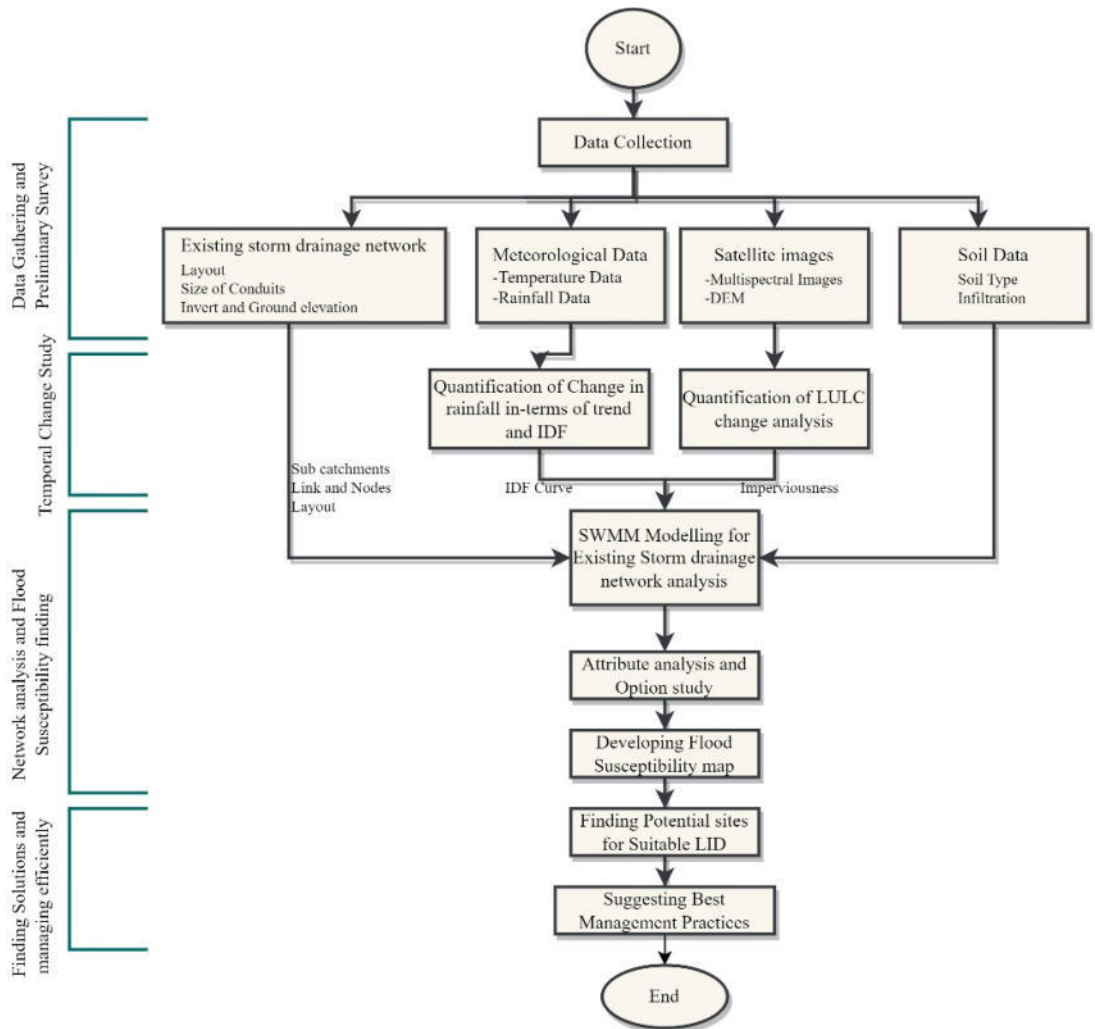 Start
Data Collection
Data Gathering and
Preliminary Survey
Existing storm drainage network
Layout
Size of Conduits
Invert and Ground elevation
Meteorological Data
-Temperature Data
-Rainfall Data
Satellite images
-Multispectral Images
-DEM
Soil Data
Soil Type
Infiltration
Temporal Change Study
Quantification of Change in
rainfall in-terms of trend
and IDF
Quantification of LULC
change analysis
Sub catchments
Link and Nodes
Layout
IDF Curve
Imperviousness
Network analysis and Flood
Susceptibility finding
SWMM Modelling for
Existing Storm drainage
network analysis
Attribute analysis and
Option study
Developing Flood
Susceptibility map
Finding Solutions and
managing efficiently
Finding Potential sites
for Suitable LID
Suggesting Best
Management Practices
End